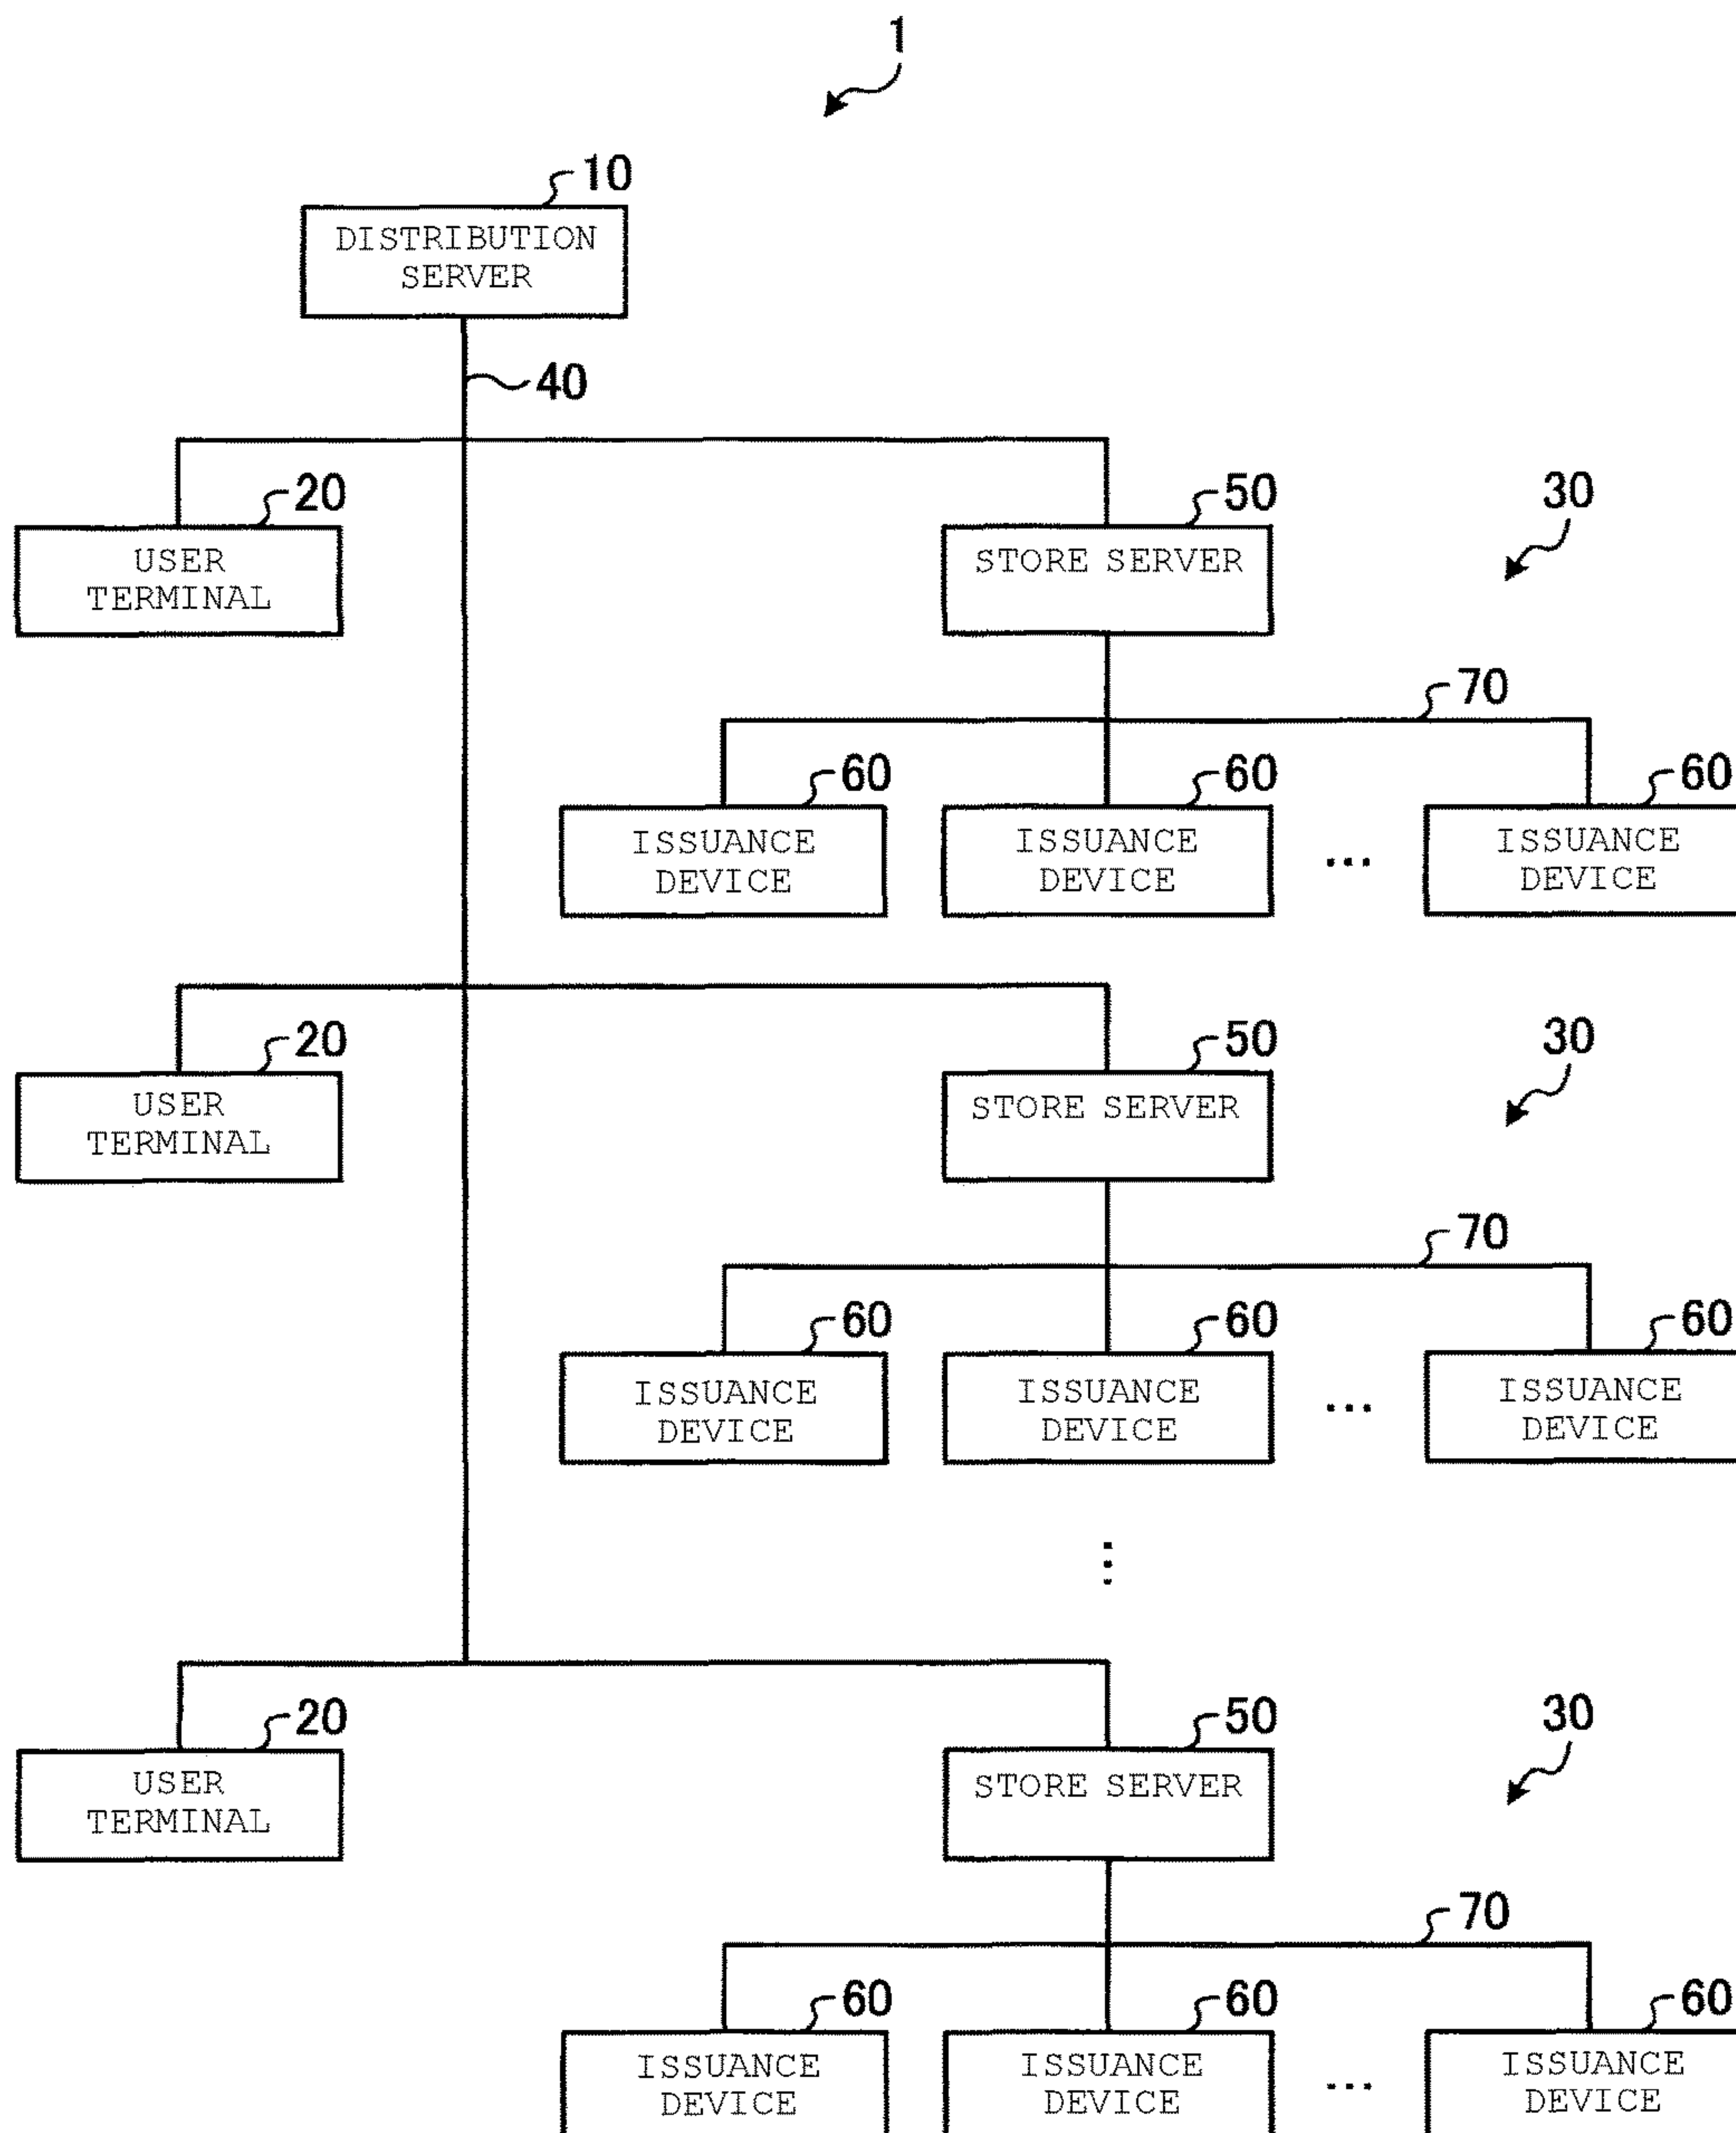 1
10
DISTRIBUTION
SERVER
40
20
USER
TERMINAL
50
STORE SERVER
30
70
60
ISSUANCE
DEVICE
60
ISSUANCE
DEVICE
...
60
ISSUANCE
DEVICE
20
USER
TERMINAL
50
STORE SERVER
30
70
60
ISSUANCE
DEVICE
60
ISSUANCE
DEVICE
...
60
ISSUANCE
DEVICE
...
20
USER
TERMINAL
50
STORE SERVER
30
70
60
ISSUANCE
DEVICE
60
ISSUANCE
DEVICE
...
60
ISSUANCE
DEVICE